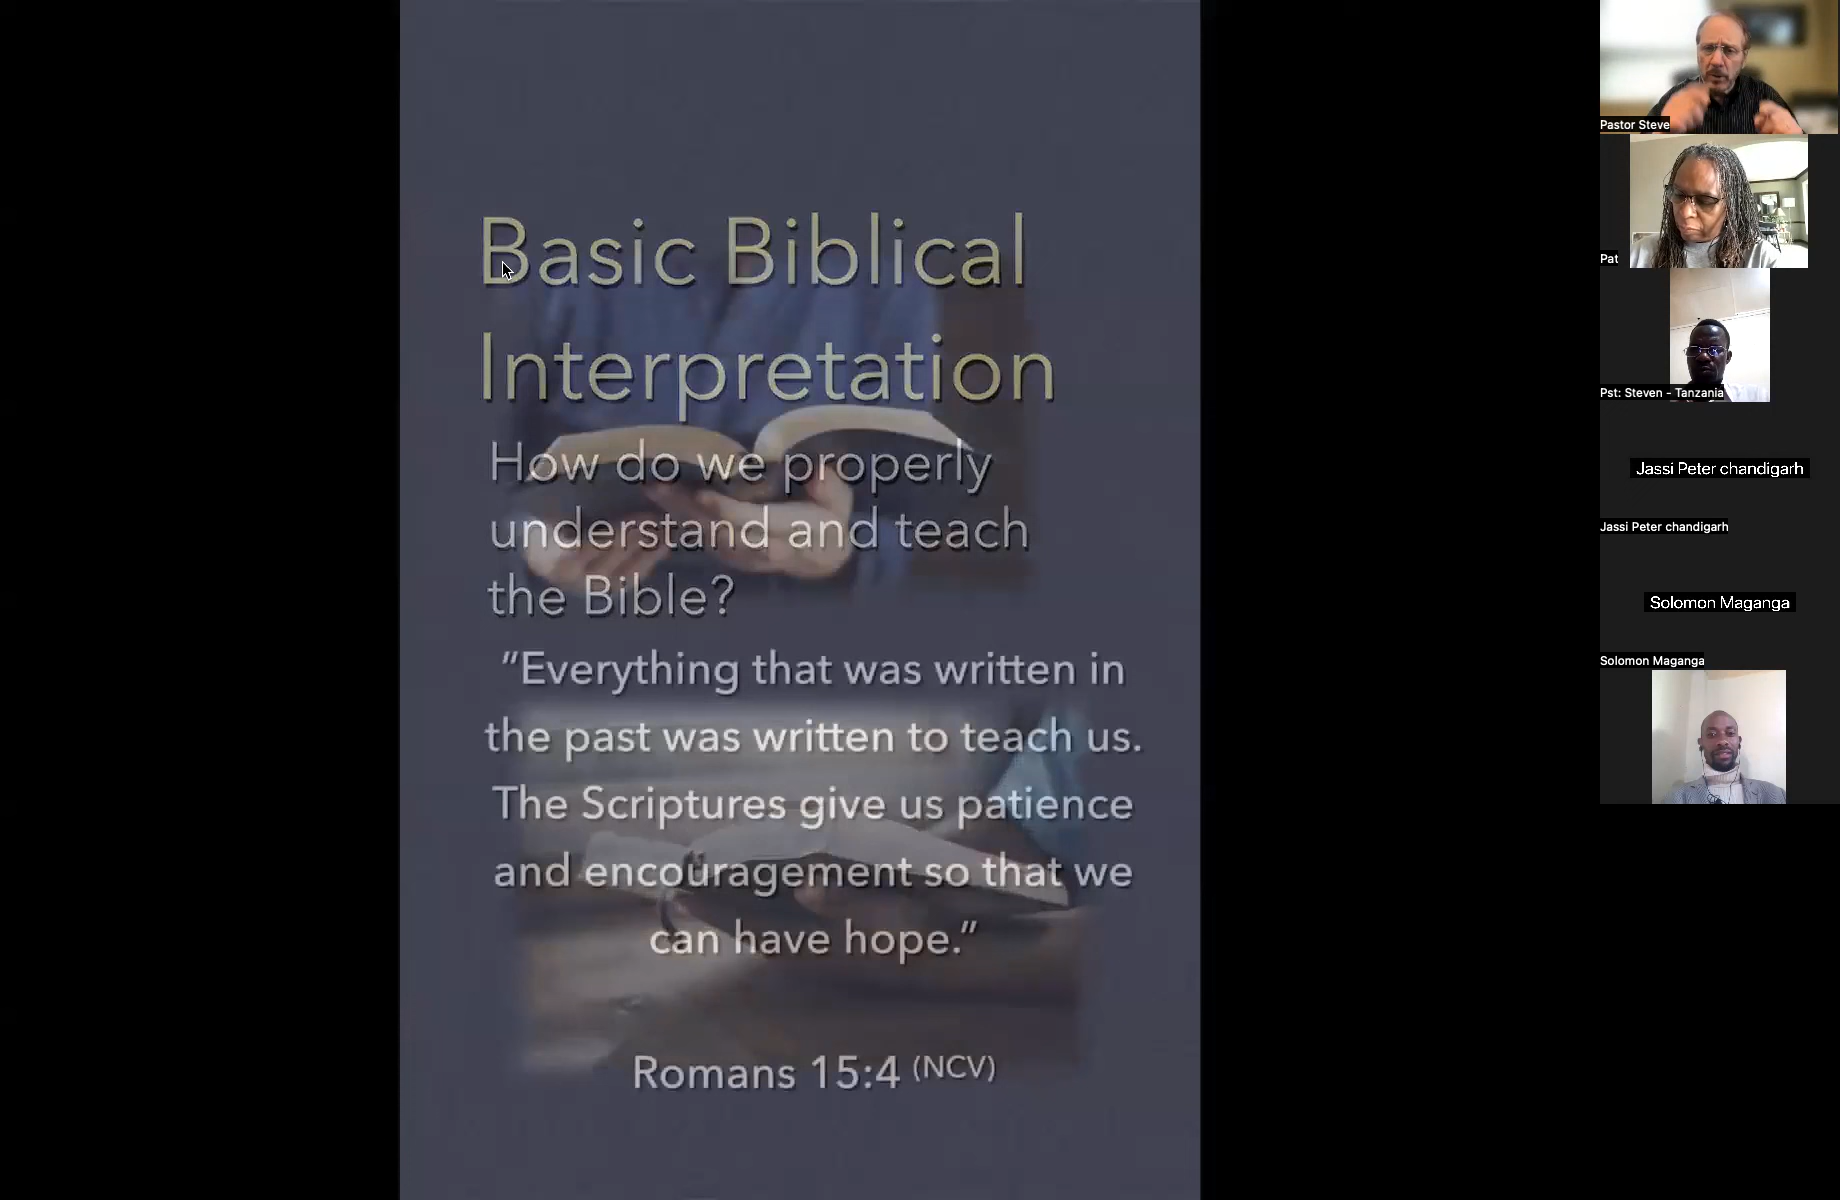 Basic Biblical
Interpretation
How do we properly
understand and teach
the Bible?
"Everything that was written in
the past was written to teach us.
The Scriptures give us patience
and encouragement so that we
can have hope."
Romans 15:4 (NCV)
Pastor Steve
Pat
Pst: Steven - Tanzania
Jassi Peter chandigarh
Jassi Peter chandigarh
Solomon Maganga
Solomon Maganga